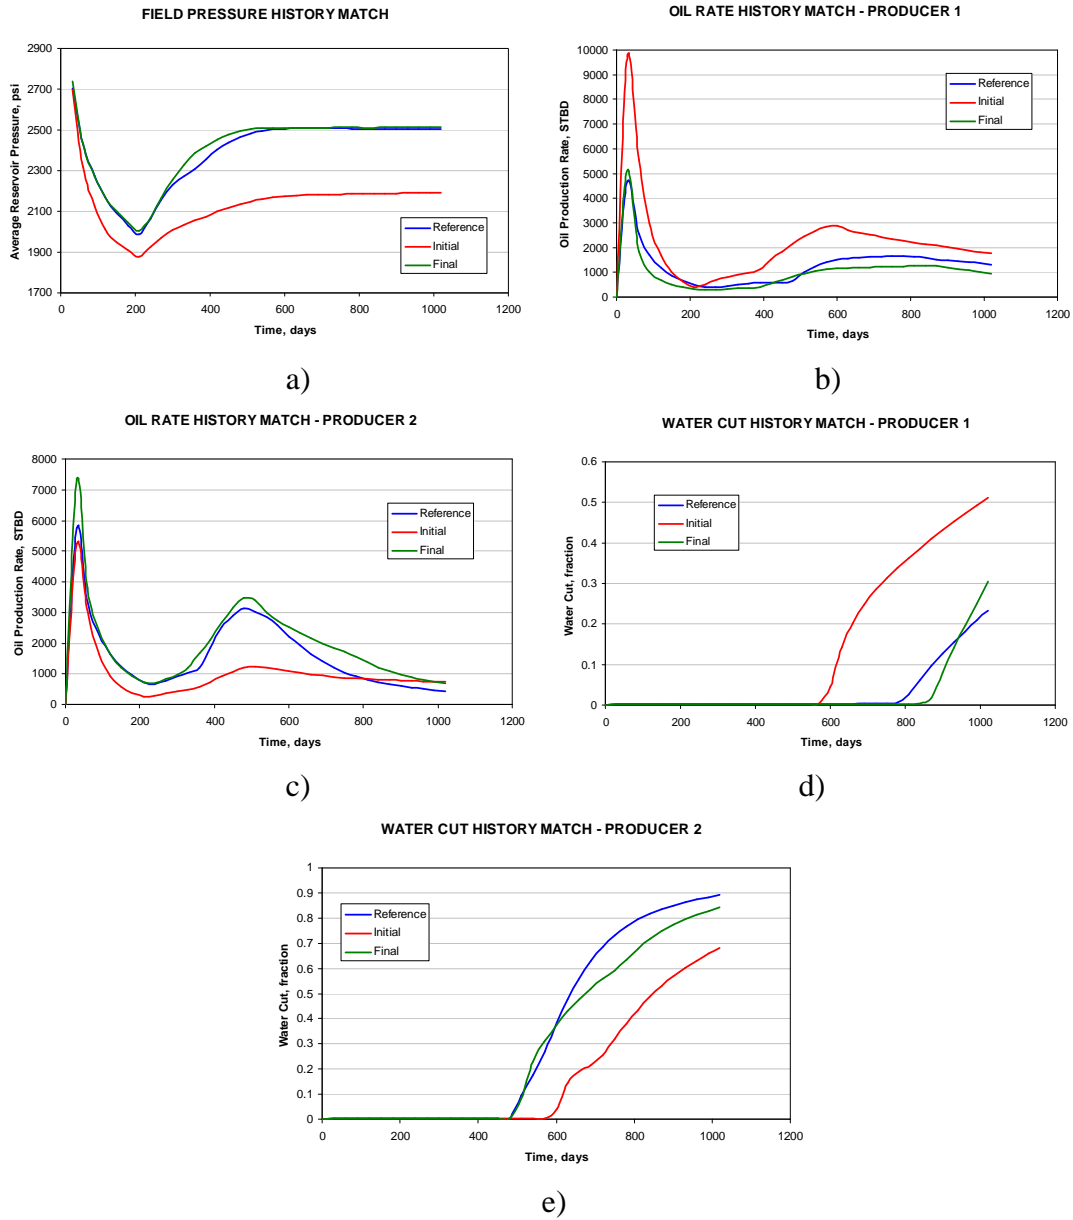 FIELD PRESSURE HISTORY MATCH
2900
2700
2500
2300
2100
1900
1700
Average Reservoir Pressure, psi
Reference
Initial
Final
0 200 400 600 800 1000 1200
Time, days
a)
OIL RATE HISTORY MATCH - PRODUCER 1
10000
9000
8000
7000
6000
5000
4000
3000
2000
1000
0
Oil Production Rate, STBD
Reference
Initial
Final
0 200 400 600 800 1000 1200
Time, days
b)
OIL RATE HISTORY MATCH - PRODUCER 2
8000
7000
6000
5000
4000
3000
2000
1000
0
Oil Production Rate, STBD
Reference
Initial
Final
0 200 400 600 800 1000 1200
Time, days
c)
WATER CUT HISTORY MATCH - PRODUCER 1
0.6
0.5
0.4
0.3
0.2
0.1
0
Water Cut, fraction
Reference
Initial
Final
0 200 400 600 800 1000 1200
Time, days
d)
WATER CUT HISTORY MATCH - PRODUCER 2
1
0.9
0.8
0.7
0.6
0.5
0.4
0.3
0.2
0.1
0
Water Cut, fraction
Reference
Initial
Final
0 200 400 600 800 1000 1200
Time, days
e)